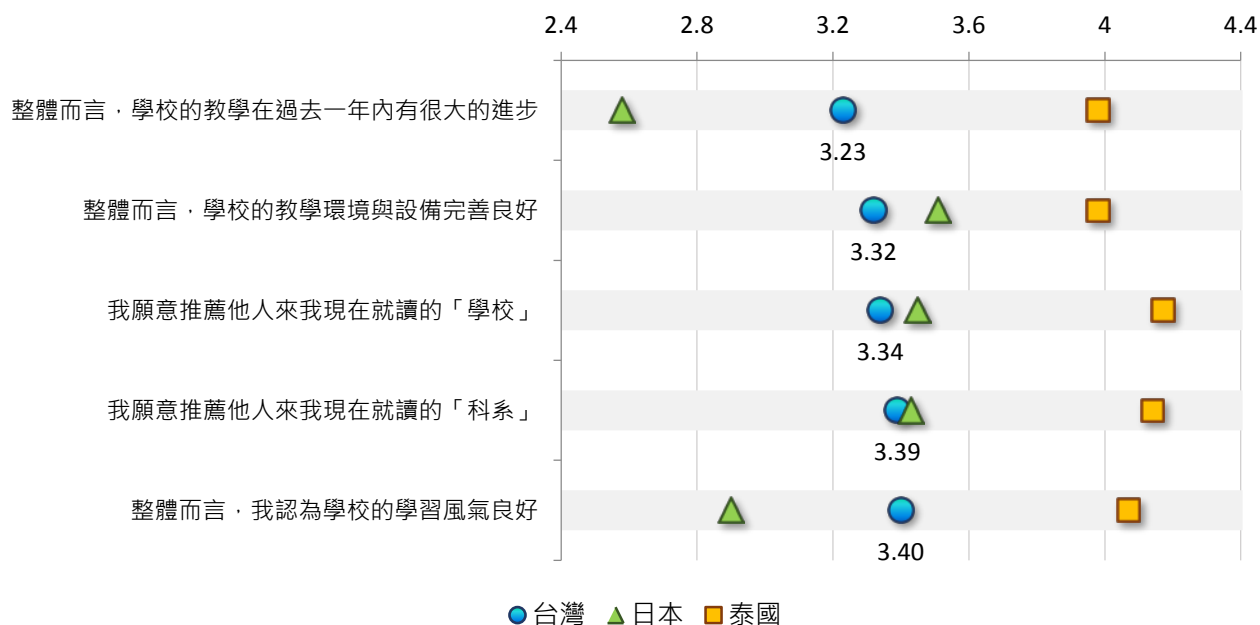 2.4 2.8 3.2 3.6 4 4.4
整體而言，學校的教學在過去一年內有很大的進步
3.23
整體而言，學校的教學環境與設備完善良好
3.32
我願意推薦他人來我現在就讀的「學校」
3.34
我願意推薦他人來我現在就讀的「科系」
3.39
整體而言，我認為學校的學習風氣良好
3.40
台灣 日本 泰國